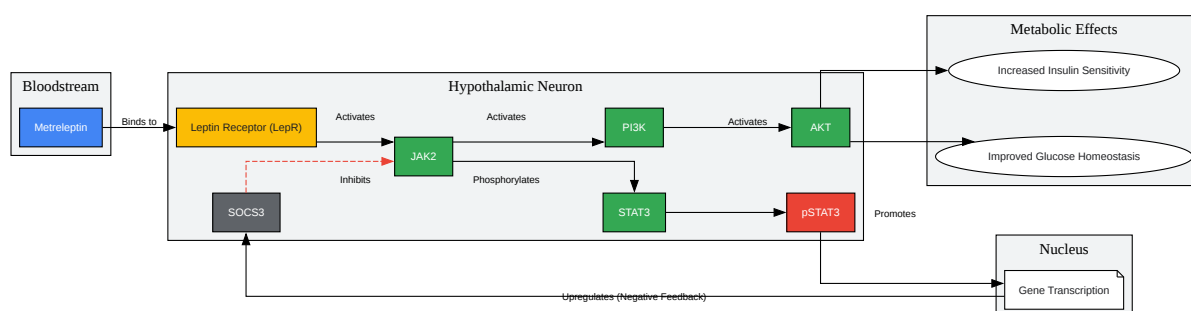 Metabolic Effects
Increased Insulin Sensitivity
Bloodstream
Hypothalamic Neuron
Metreleptin
Binds to
Leptin Receptor (LepR)
Activates
JAK2
Activates
PI3K
Activates
AKT
Improved Glucose Homeostasis
Inhibits
Phosphorylates
SOCS3
STAT3
pSTAT3
Promotes
Nucleus
Gene Transcription
Upregulates (Negative Feedback)